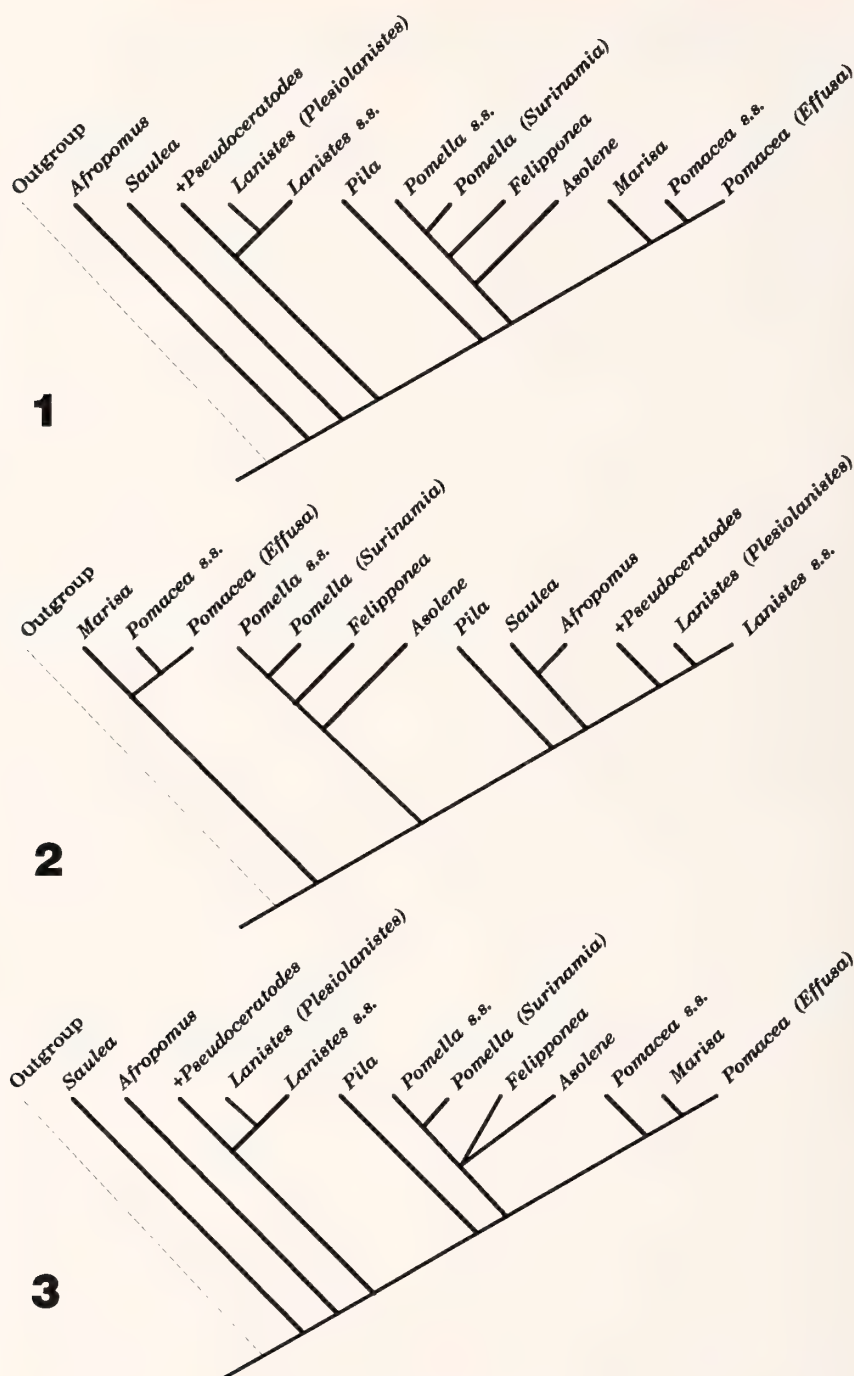 Outgroup
Afropomus
Saulea
+Pseudoceratodes
Lanistes (Plesiolanistes)
Lanistes s.s.
Pila
Pomella s.s.
Pomella (Surinamia)
Felipponea
Asolene
Marisa
Pomacea s.s.
Pomacea (Effusa)
1
Outgroup
Marisa
Pomacea s.s.
Pomacea (Effusa)
Pomella s.s.
Pomella (Surinamia)
Felipponea
Asolene
Pila
Saulea
Afropomus
+Pseudoceratodes
Lanistes (Plesiolanistes)
Lanistes s.s.
2
Outgroup
Saulea
Afropomus
+Pseudoceratodes
Lanistes (Plesiolanistes)
Lanistes s.s.
Pila
Pomella s.s.
Pomella (Surinamia)
Felipponea
Asolene
Pomacea s.s.
Marisa
Pomacea (Effusa)
3